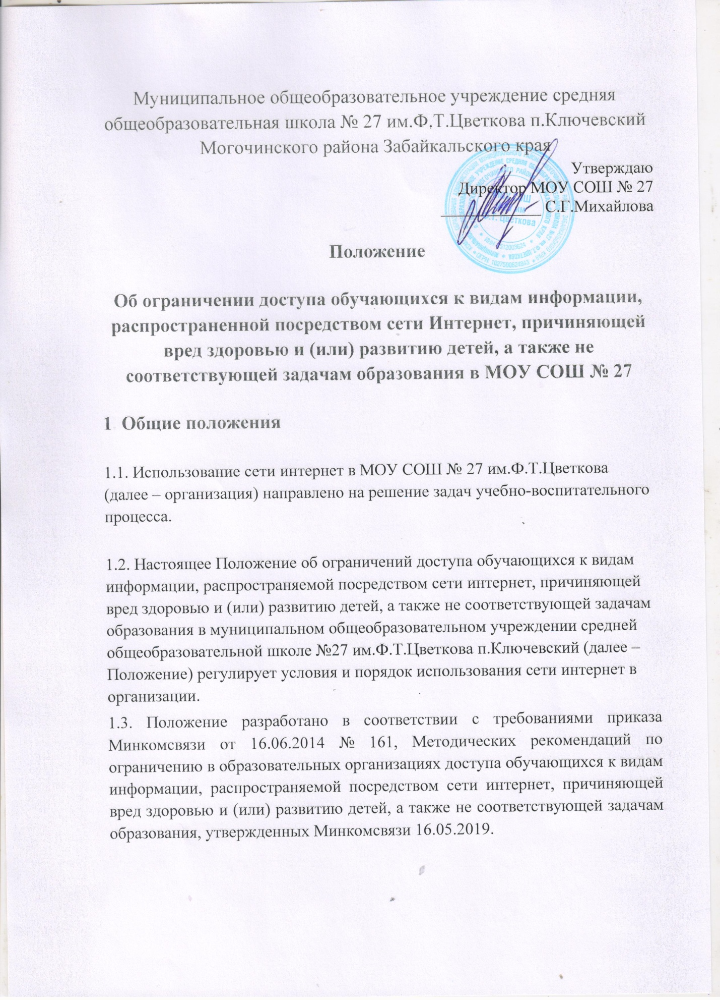 Муниципальное общеобразовательное учреждение средняя
общеобразовательная школа № 27 им.Ф.Т.Цветкова п.Ключевский
Могочинского района Забайкальского края
Утверждаю
Директор МОУ СОШ № 27
______________ С.Г.Михайлова
Положение
Об ограничении доступа обучающихся к видам информации,
распространенной посредством сети Интернет, причиняющей
вред здоровью и (или) развитию детей, а также не
соответствующей задачам образования в МОУ СОШ № 27
1 Общие положения
1.1. Использование сети интернет в МОУ СОШ № 27 им.Ф.Т.Цветкова
(далее – организация) направлено на решение задач учебно-воспитательного
процесса.
1.2. Настоящее Положение об ограничений доступа обучающихся к видам
информации, распространяемой посредством сети интернет, причиняющей
вред здоровью и (или) развитию детей, а также не соответствующей задачам
образования в муниципальном общеобразовательном учреждении средней
общеобразовательной школе №27 им.Ф.Т.Цветкова п.Ключевский (далее –
Положение) регулирует условия и порядок использования сети интернет в
организации.
1.3. Положение разработано в соответствии с требованиями приказа
Минкомсвязи от 16.06.2014 № 161, Методических рекомендаций по
ограничению в образовательных организациях доступа обучающихся к видам
информации, распространяемой посредством сети интернет, причиняющей
вред здоровью и (или) развитию детей, а также не соответствующей задачам
образования, утвержденных Минкомсвязи 16.05.2019.